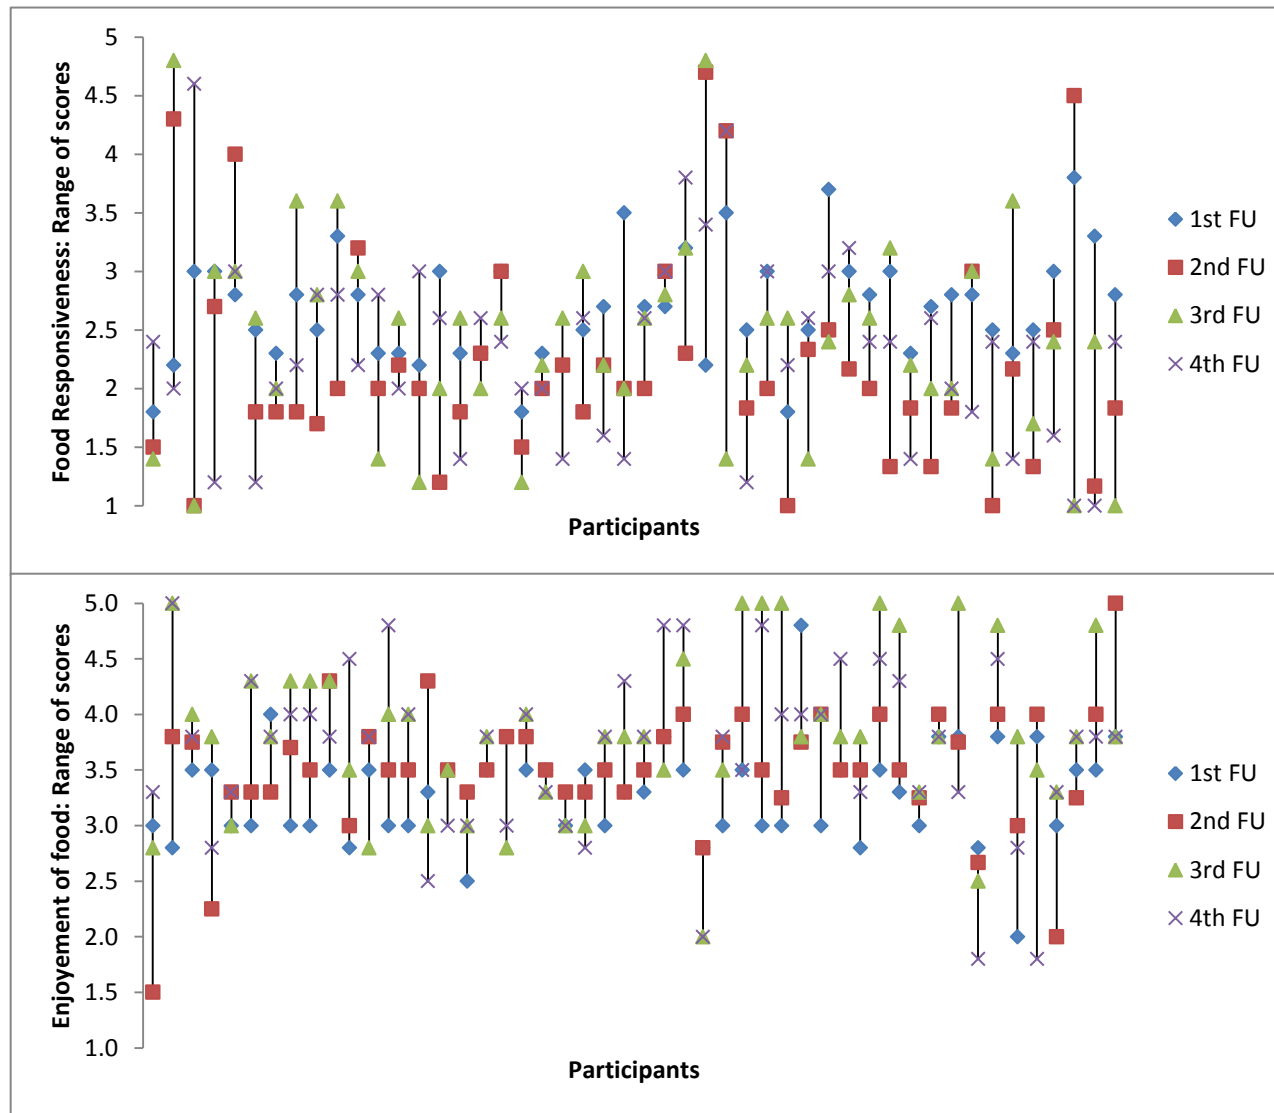 Food Responsiveness: Range of scores
5
4.5
4
3.5
3
2.5
2
1.5
1
Participants
1st FU
2nd FU
3rd FU
4th FU
Enjoyement of food: Range of scores
5.0
4.5
4.0
3.5
3.0
2.5
2.0
1.5
1.0
Participants
1st FU
2nd FU
3rd FU
4th FU